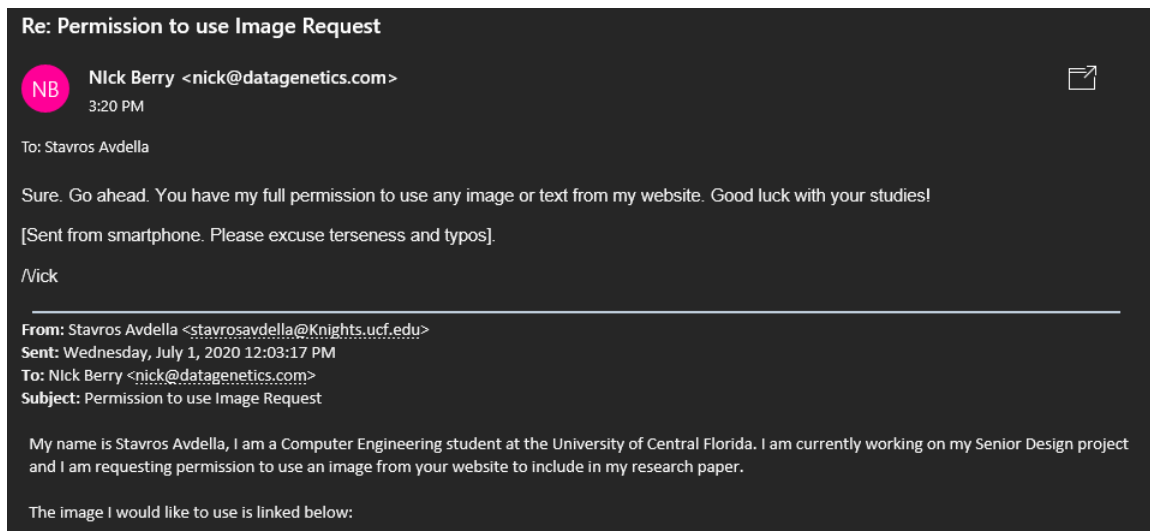 Re: Permission to use Image Request
NB
NIck Berry <nick@datagenetics.com>
3:20 PM
To: Stavros Avdella
Sure. Go ahead. You have my full permission to use any image or text from my website. Good luck with your studies!
[Sent from smartphone. Please excuse terseness and typos].
/\/ick
From: Stavros Avdella <stavrosavdella@Knights.ucf.edu>
Sent: Wednesday, July 1, 2020 12:03:17 PM
To: NIck Berry <nick@datagenetics.com>
Subject: Permission to use Image Request
My name is Stavros Avdella, I am a Computer Engineering student at the University of Central Florida. I am currently working on my Senior Design project
and I am requesting permission to use an image from your website to include in my research paper.
The image I would like to use is linked below: